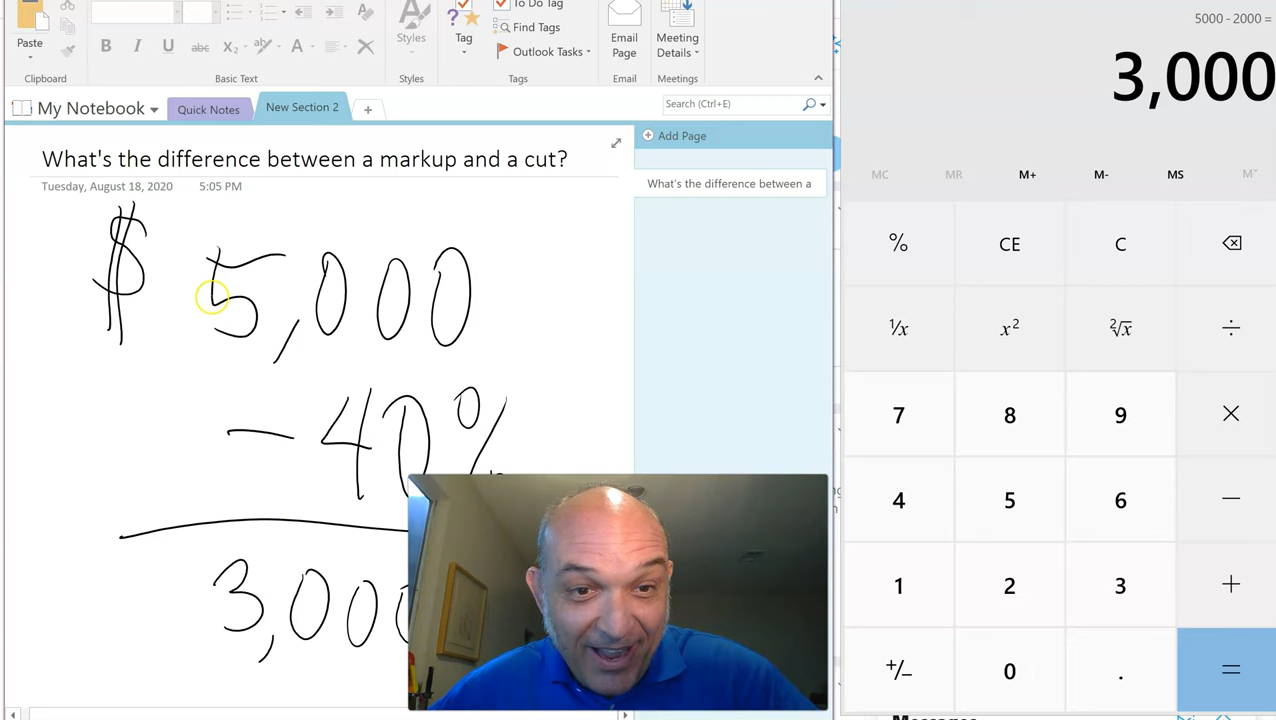 To Do Tag
Find Tags
Outlook Tasks
Paste
Styles
Tag
Email
Page
Meeting
Details
B I U abc X₂ A
Clipboard
Basic Text
Styles
Tags
Email
Meetings
My Notebook
Quick Notes
New Section 2
+
Search (Ctrl+E)
What's the difference between a markup and a cut?
Tuesday, August 18, 2020 5:05 PM
Add Page
What's the difference between a
$ 5,000
- 40%
3,000
5000 - 2000 =
3,000
MC MR M+ M- MS
% CE C
¹/x x² ²√x ÷
7 8 9 ×
4 5 6 −
1 2 3 +
+/− 0 . =